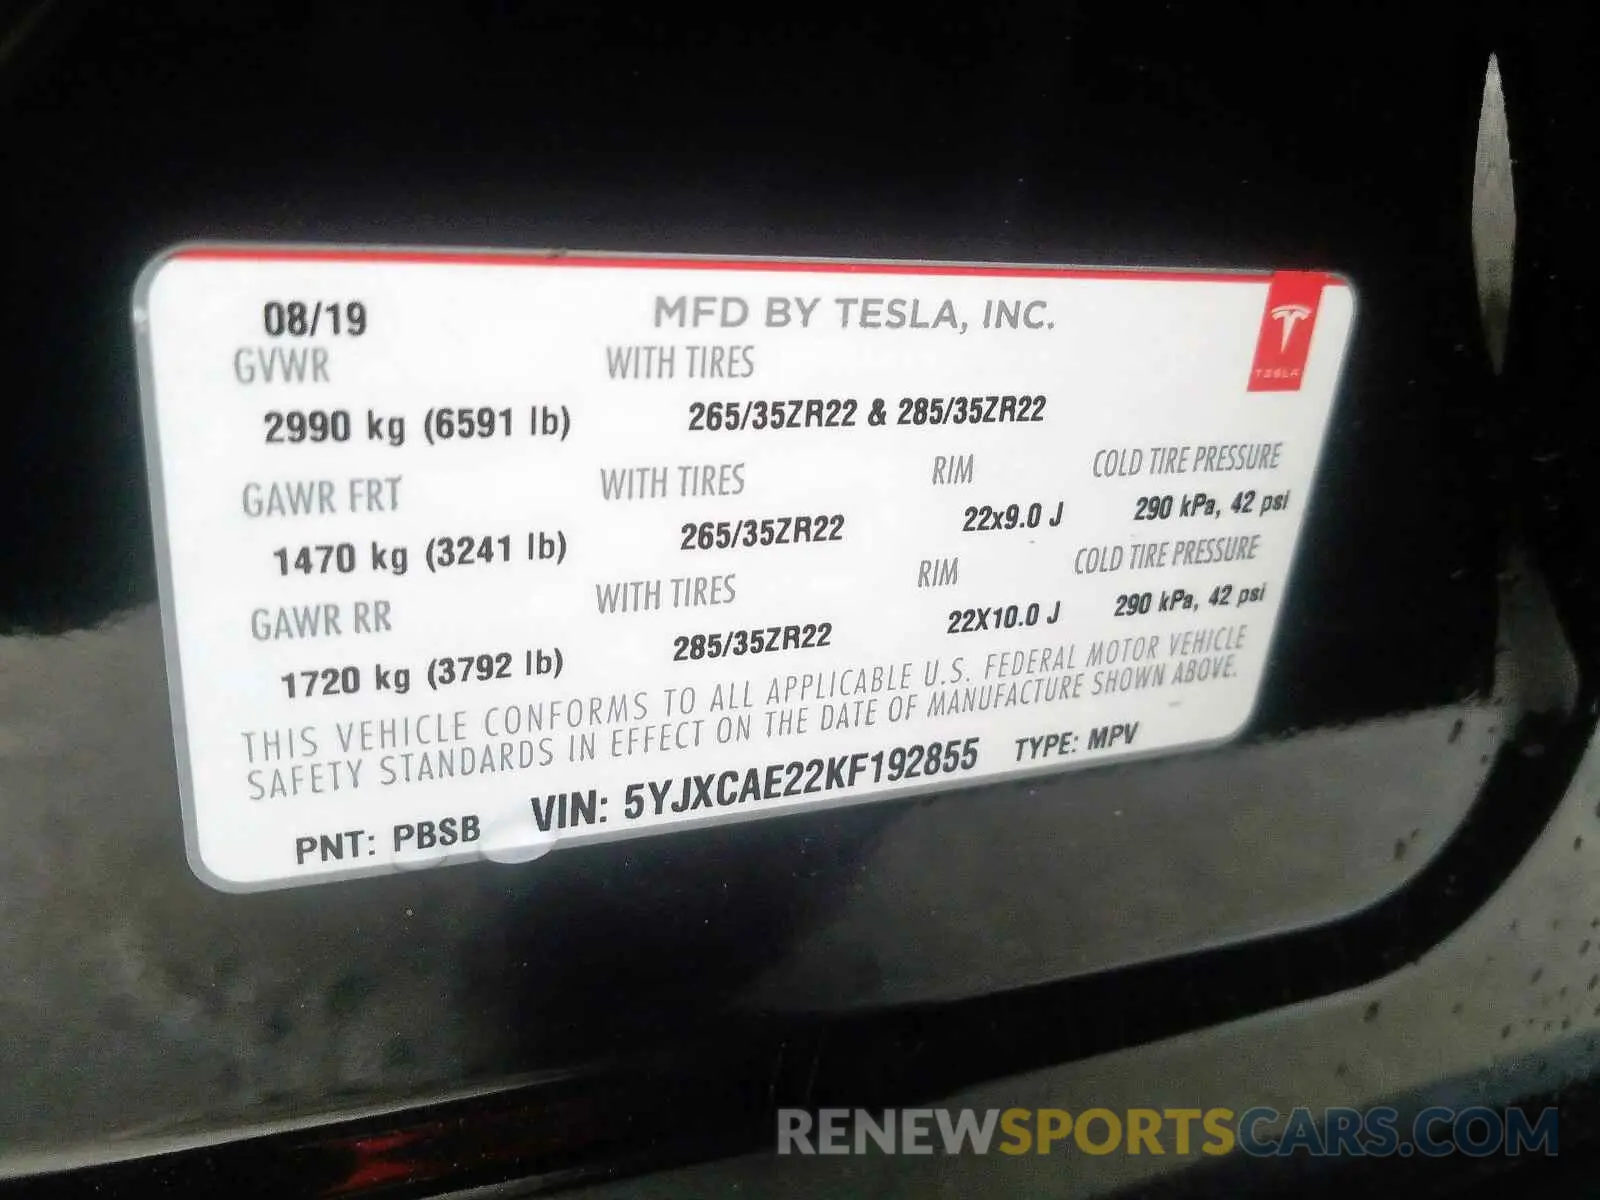 08/19 MFD BY TESLA, INC.
TESLA
GVWR WITH TIRES
2990 kg (6591 lb) 265/35ZR22 & 285/35ZR22
GAWR FRT WITH TIRES RIM COLD TIRE PRESSURE
1470 kg (3241 lb) 265/35ZR22 22x9.0 J 290 kPa, 42 psi
GAWR RR WITH TIRES RIM COLD TIRE PRESSURE
1720 kg (3792 lb) 285/35ZR22 22X10.0 J 290 kPa, 42 psi
THIS VEHICLE CONFORMS TO ALL APPLICABLE U.S. FEDERAL MOTOR VEHICLE
SAFETY STANDARDS IN EFFECT ON THE DATE OF MANUFACTURE SHOWN ABOVE.
PNT: PBSB VIN: 5YJXCAE22KF192855 TYPE: MPV
RENEWSPORTSCARS.COM